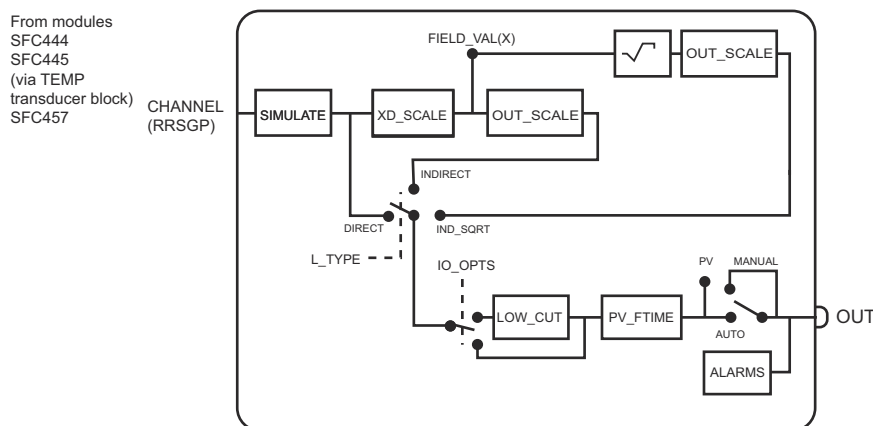 From modules
SFC444
SFC445
(via TEMP
transducer block)
SFC457
CHANNEL
(RRSGP)
SIMULATE
XD_SCALE
FIELD_VAL(X)
OUT_SCALE
OUT_SCALE
INDIRECT
DIRECT
IND_SQRT
L_TYPE
IO_OPTS
LOW_CUT
PV_FTIME
PV
MANUAL
AUTO
OUT
ALARMS